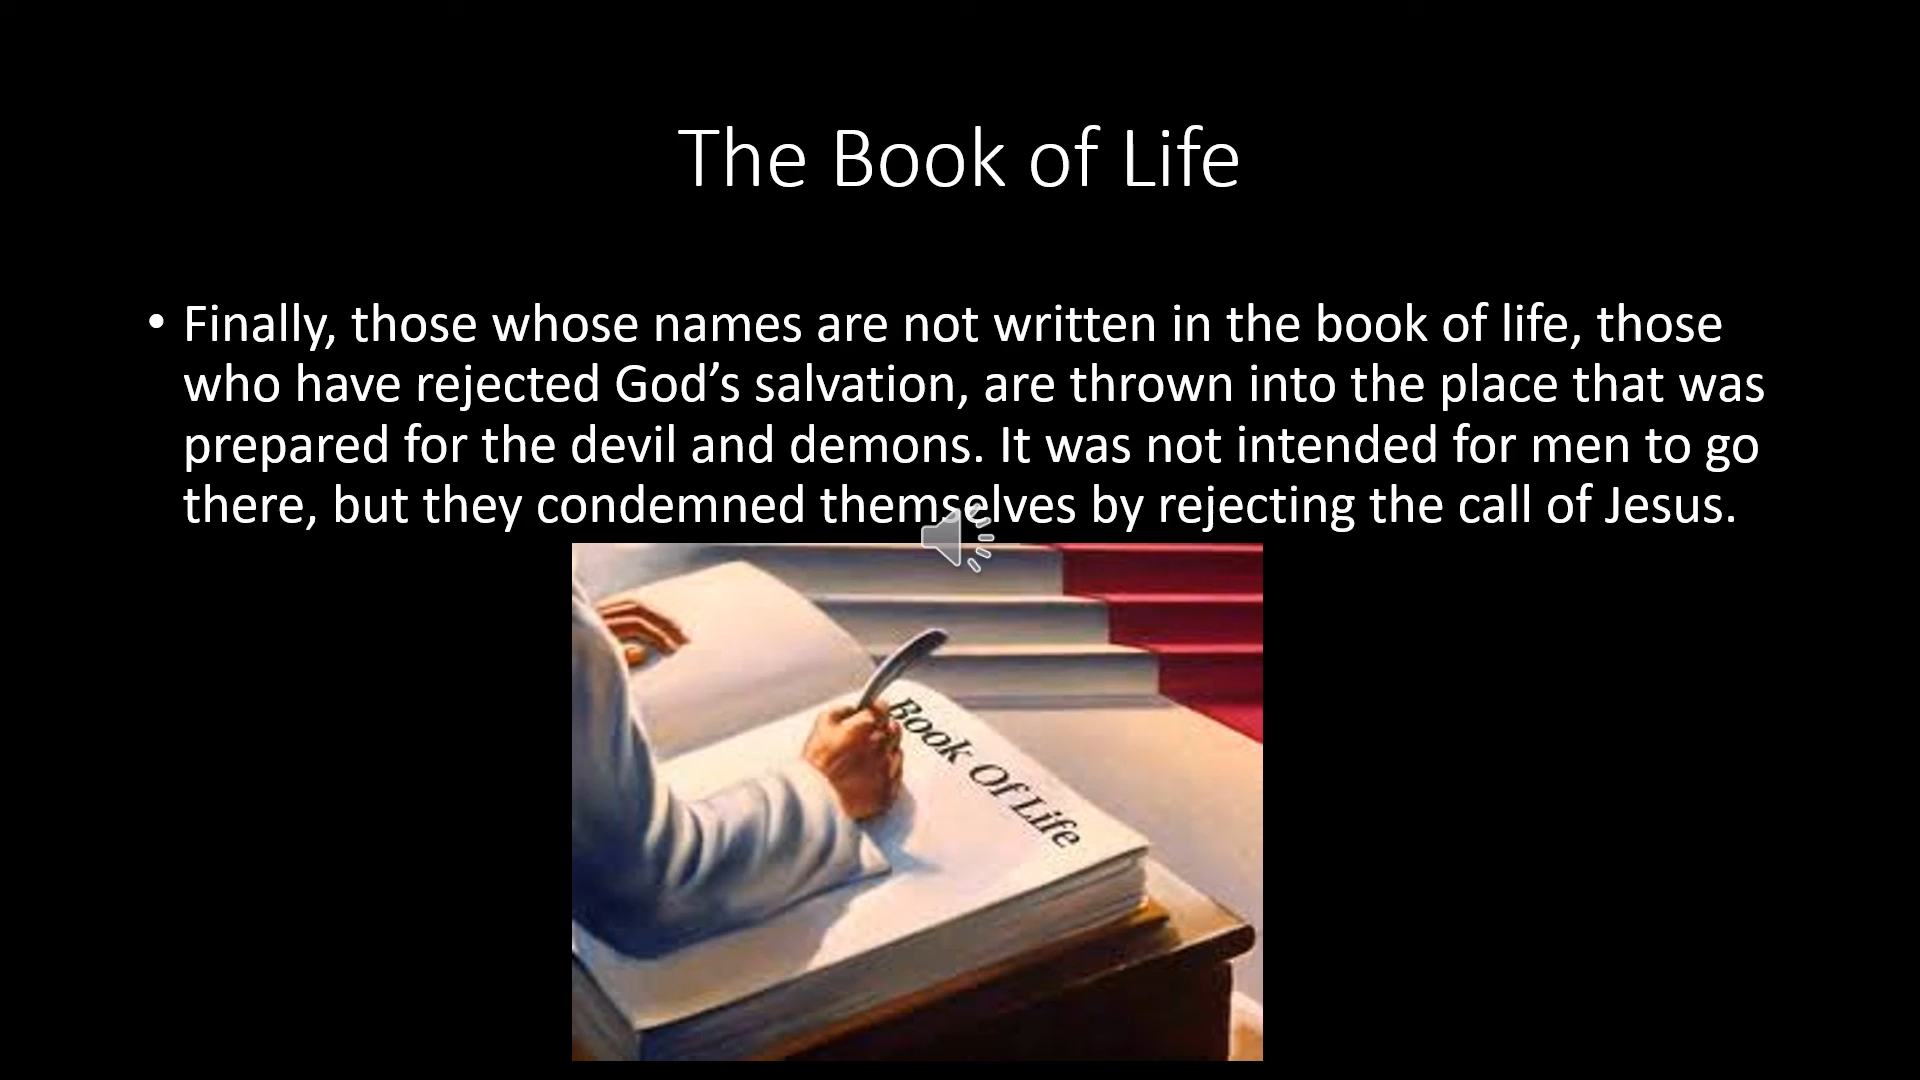 The Book of Life
• Finally, those whose names are not written in the book of life, those
who have rejected God’s salvation, are thrown into the place that was
prepared for the devil and demons. It was not intended for men to go
there, but they condemned themselves by rejecting the call of Jesus.
Book Of Life